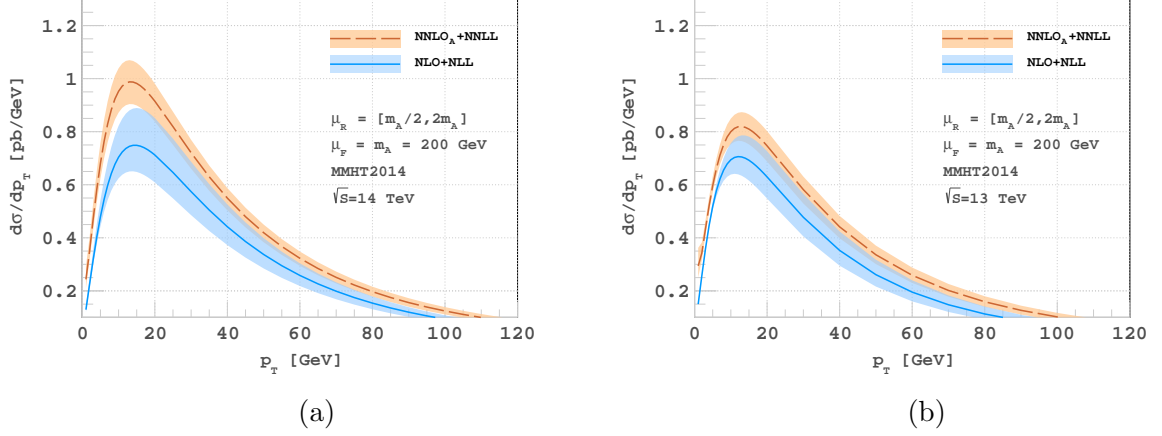 1.2
1
0.8
0.6
0.4
0.2
dσ/dp_T [pb/GeV]
NNLO_A+NNLL
NLO+NLL
μ_R = [m_A/2,2m_A]
μ_F = m_A = 200 GeV
MMHT2014
√S=14 TeV
0 20 40 60 80 100 120
p_T [GeV]
(a)
1.2
1
0.8
0.6
0.4
0.2
dσ/dp_T [pb/GeV]
NNLO_A+NNLL
NLO+NLL
μ_R = [m_A/2,2m_A]
μ_F = m_A = 200 GeV
MMHT2014
√S=13 TeV
0 20 40 60 80 100 120
p_T [GeV]
(b)